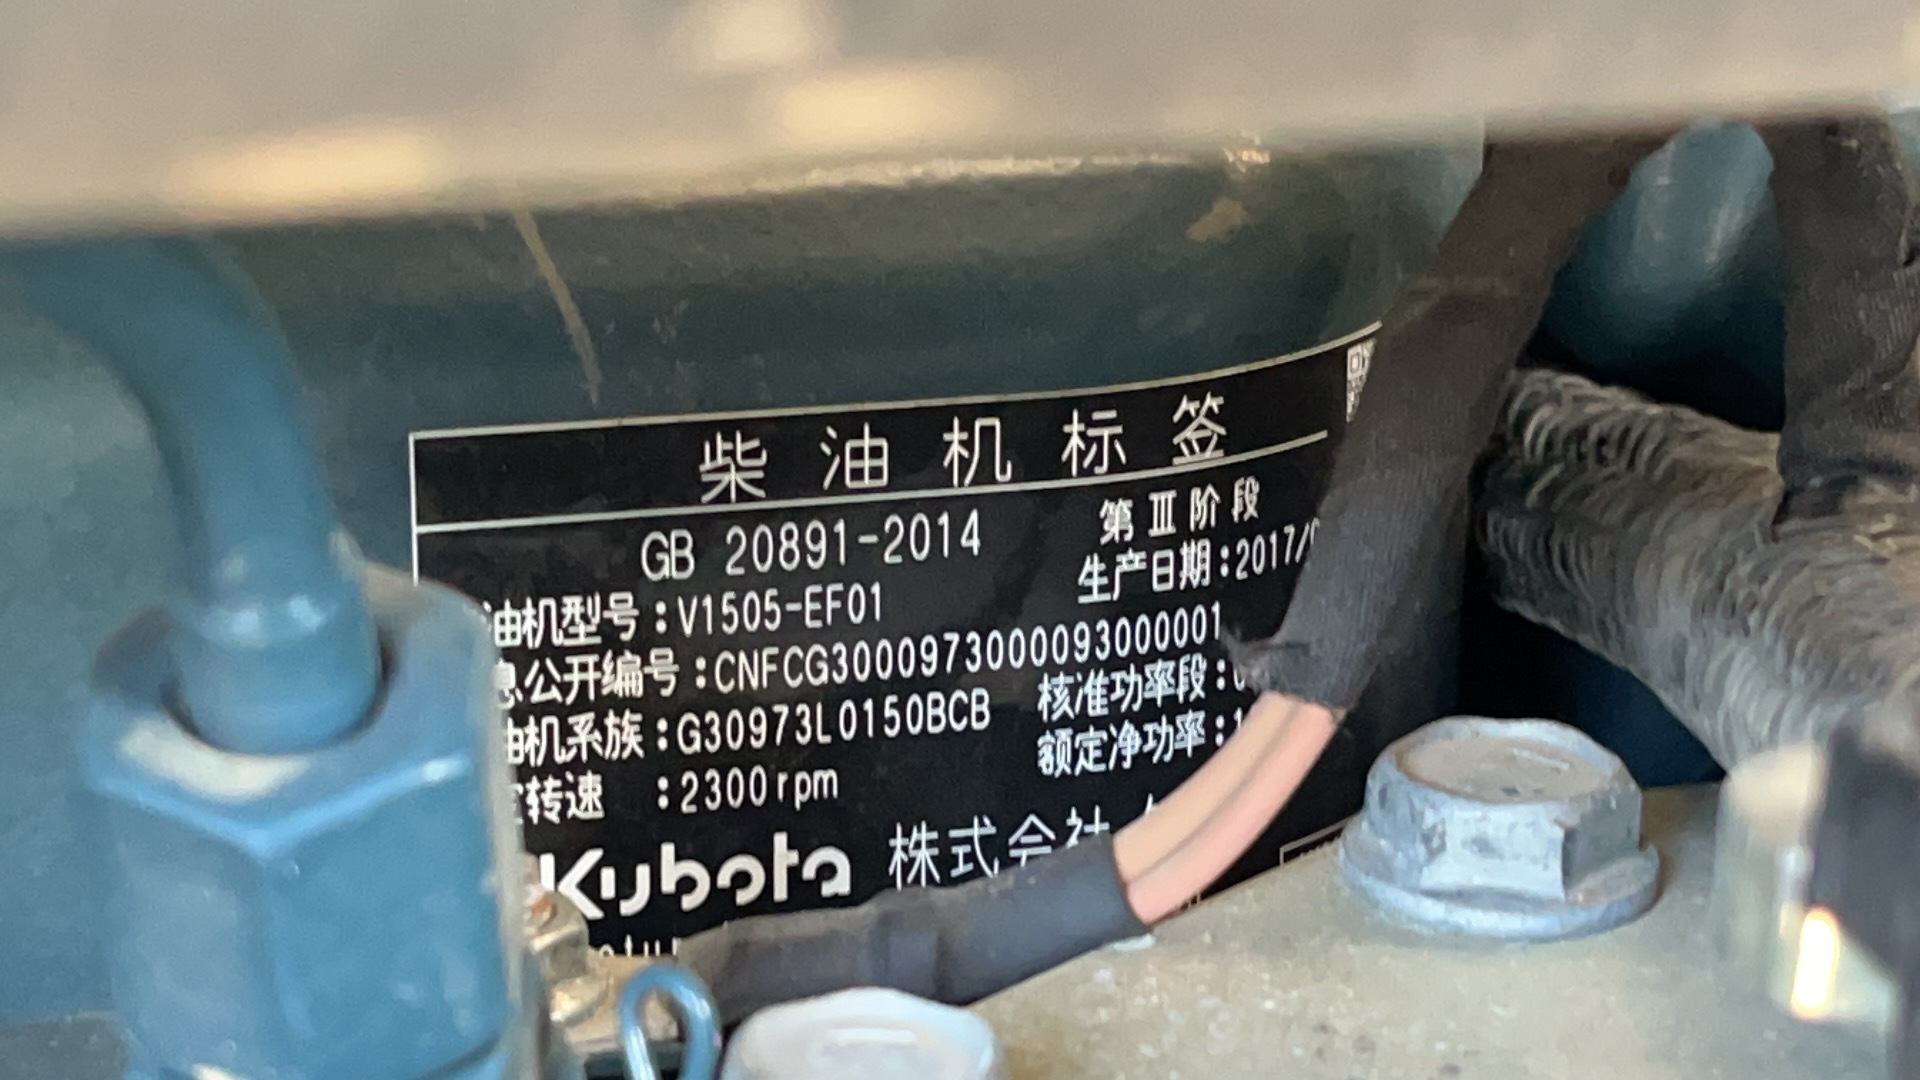 柴油机标签
GB 20891-2014 第Ⅲ阶段
油机型号：V1505-EF01 生产日期：2017/
公开编号：CNFCG3000973000093000001
油机系族：G30973L0150BCB 核准功率段：
转速：2300rpm 额定净功率：
Kubota 株式会社